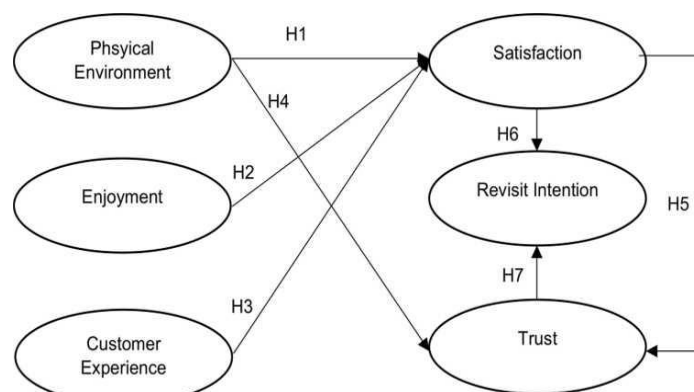 H1
Phsyical
Environment
Satisfaction
H4
H6
H2
Enjoyment
Revisit Intention
H5
H7
H3
Customer
Experience
Trust